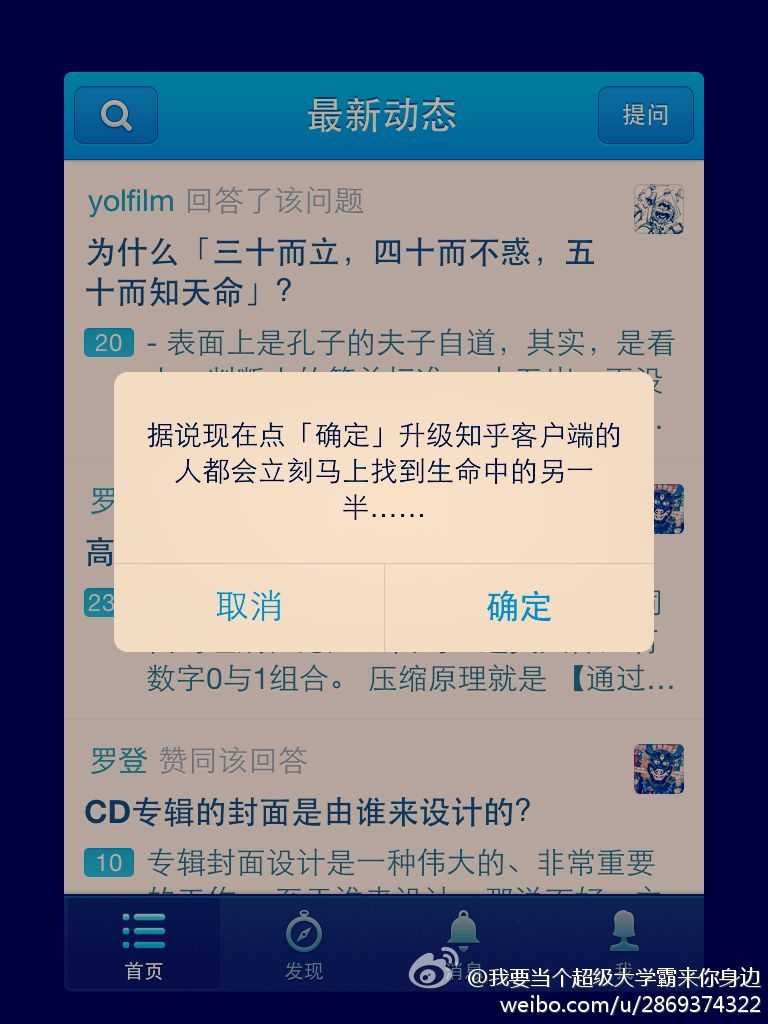 最新动态
提问
yolfilm 回答了该问题
为什么「三十而立，四十而不惑，五
十而知天命」？
20
- 表面上是孔子的夫子自道，其实，是看
据说现在点「确定」升级知乎客户端的
人都会立刻马上找到生命中的另一
半……
罗
高
23
取消
确定
数字0与1组合。 压缩原理就是 【通过...
罗登 赞同该回答
CD专辑的封面是由谁来设计的？
10
专辑封面设计是一种伟大的、非常重要
首页
发现
消息
我
@我要当个超级大学霸来你身边
weibo.com/u/2869374322